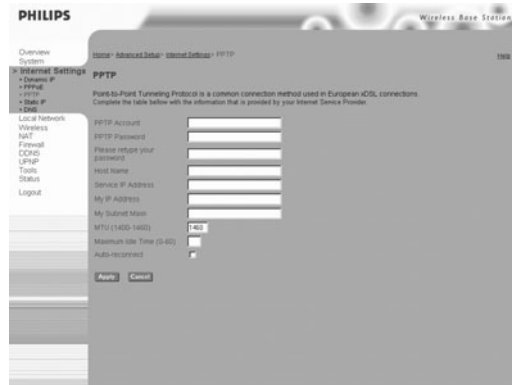 PHILIPS
Wireless Base Station
Overview
System
> Internet Settings
• Dynamic IP
• PPPoE
• PPTP
• Static IP
• DNS
Local Network
Wireless
NAT
Firewall
DDNS
UPNP
Tools
Status
Logout
Home> Advanced Setup> Internet Settings> PPTP
Help
PPTP
Point-to-Point Tunneling Protocol is a common connection method used in European xDSL connections.
Complete the table bellow with the information that is provided by your Internet Service Provider.
PPTP Account
PPTP Password
Please retype your
password
Host Name
Service IP Address
My IP Address
My Subnet Mask
MTU (1400-1460)
1460
Maximum Idle Time (0-60)
Auto-reconnect
Apply
Cancel